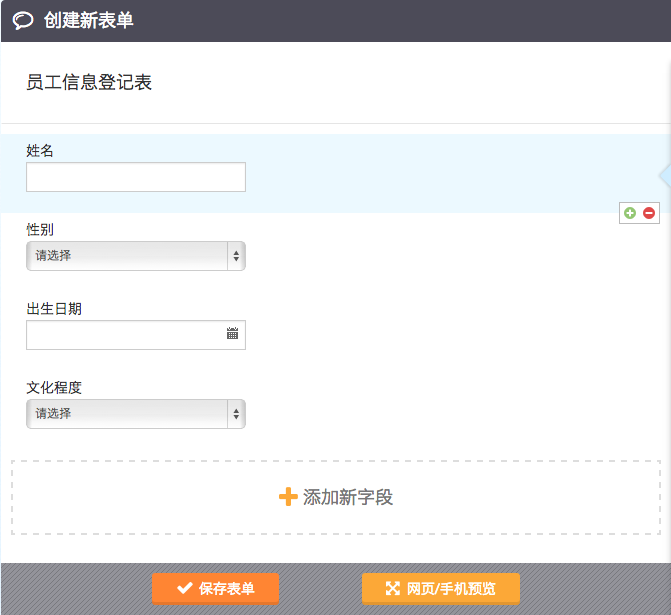 创建新表单
员工信息登记表
姓名
性别
请选择
出生日期
文化程度
请选择
添加新字段
保存表单
网页/手机预览